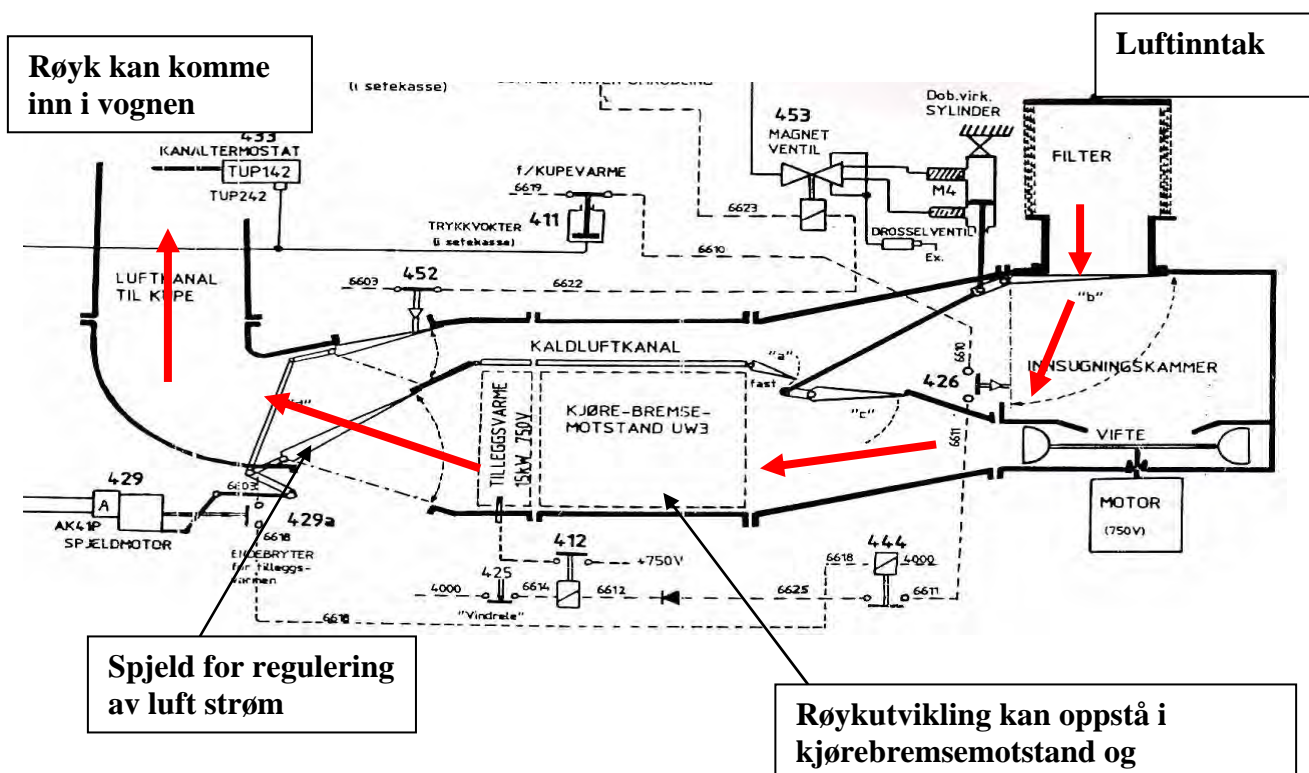 Røyk kan komme
inn i vognen
Luftinntak
(i setekasse)
433
KANALTERMOSTAT
TUP142
TUP242
f/KUPEVARME
6619
TRYKKVOKTER
(i setekasse)
411
453
MAGNET
VENTIL
6623
Dob.virk.
SYLINDER
M4
DROSSELVENTIL
Ex.
FILTER
6610
LUFTKANAL
TIL KUPE
452
6603
6622
KALDLUFTKANAL
"a"
fast
"b"
6610
426
INNSUGNINGSKAMMER
"c"
6611
"d"
TILLEGGSVARME
15kW 750V
KJØRE-BREMSE-
MOTSTAND UW3
VIFTE
MOTOR
(750V)
429
A
AK41P
SPJELDMOTOR
6603
429a
6618
ENDEBRYTER
for tilleggs-
varmen
412
+750V
425
4000
6614
6612
6625
"Vindrele"
444
6618
4000
6611
6618
Spjeld for regulering
av luft strøm
Røykutvikling kan oppstå i
kjørebremsemotstand og